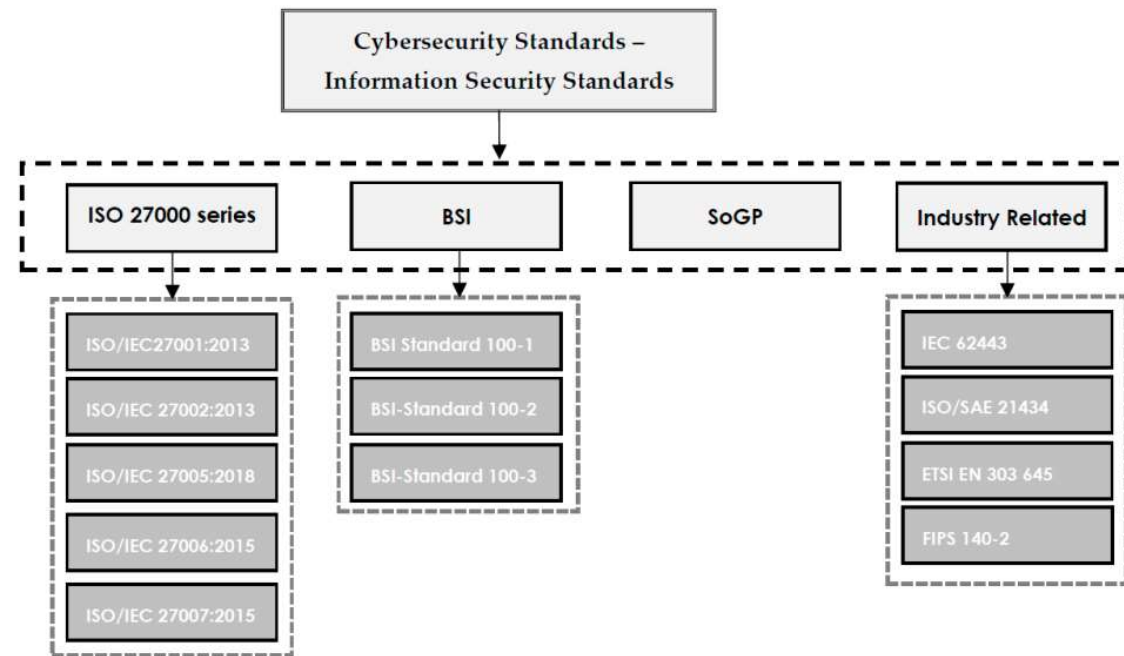 Cybersecurity Standards –
Information Security Standards
ISO 27000 series
BSI
SoGP
Industry Related
ISO/IEC27001:2013
ISO/IEC 27002:2013
ISO/IEC 27005:2018
ISO/IEC 27006:2015
ISO/IEC 27007:2015
BSI Standard 100-1
BSI-Standard 100-2
BSI-Standard 100-3
IEC 62443
ISO/SAE 21434
ETSI EN 303 645
FIPS 140-2